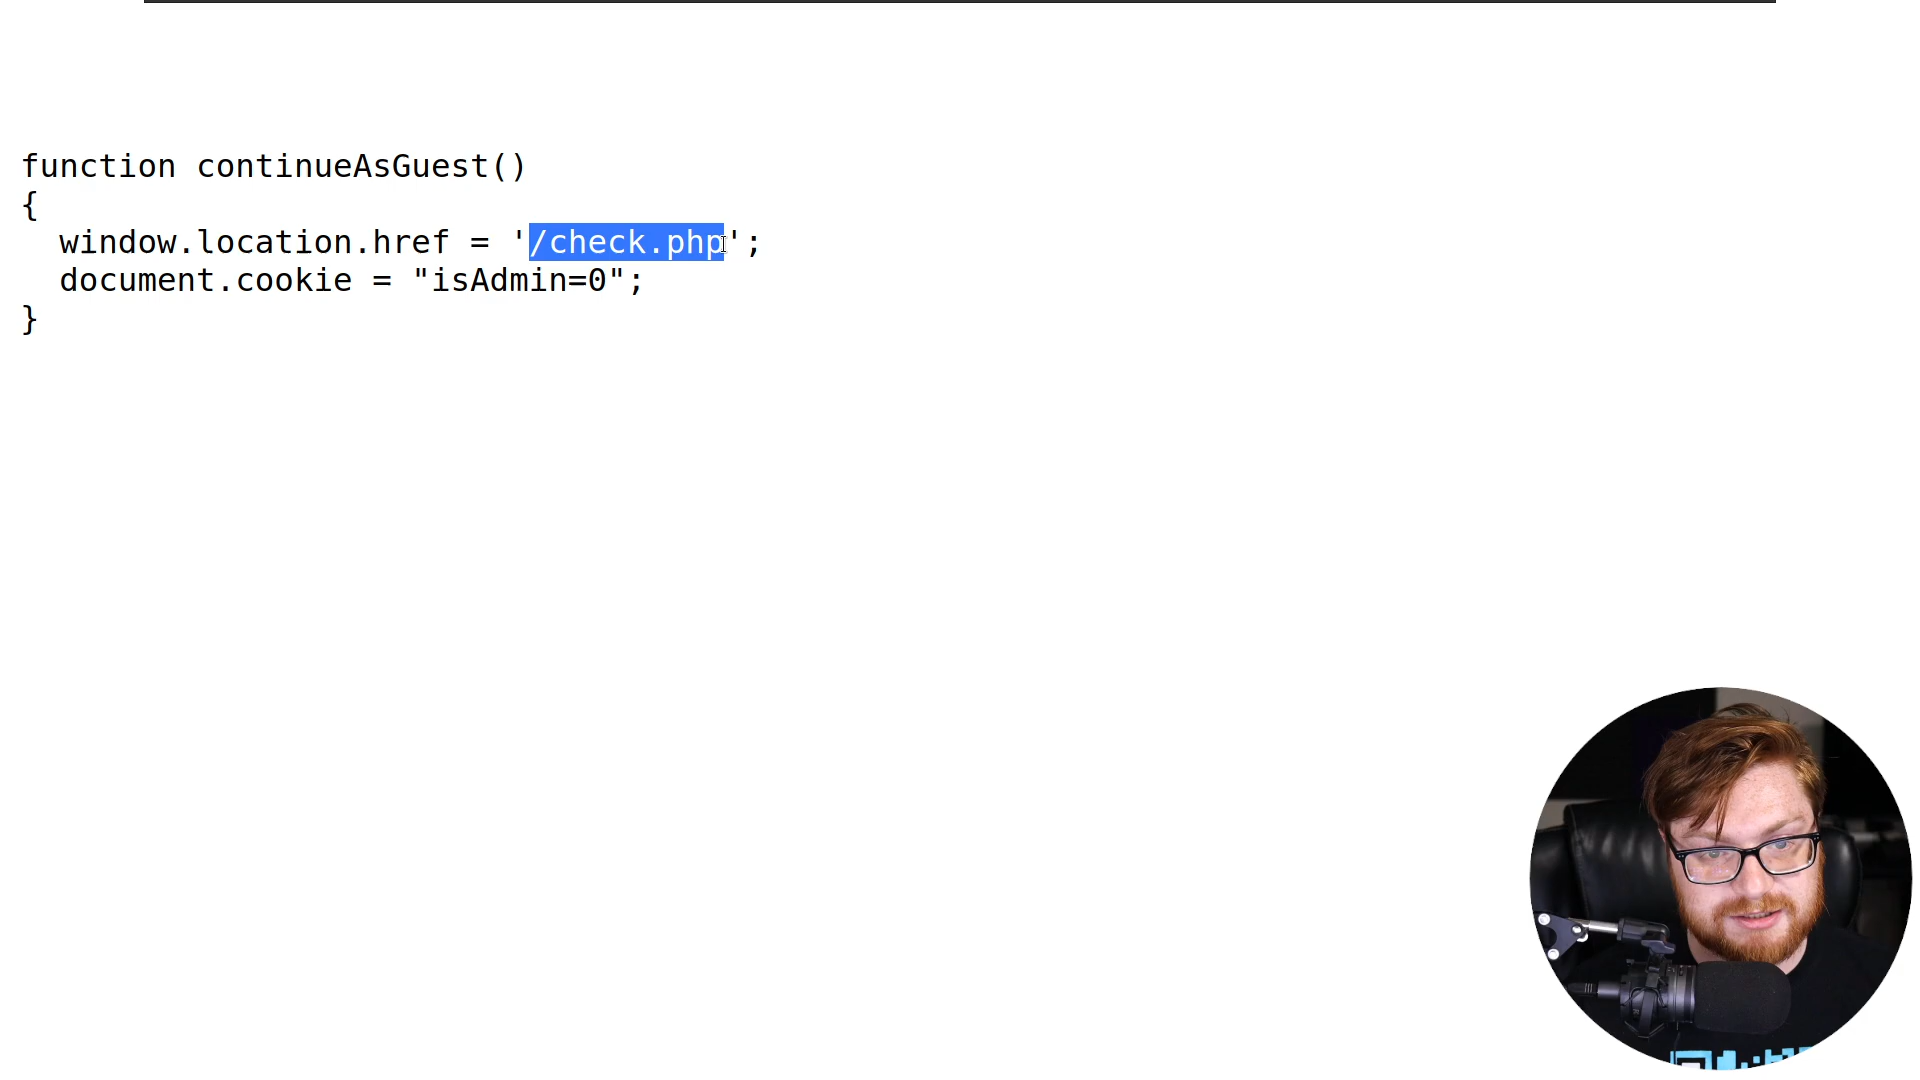 function continueAsGuest()
{
  window.location.href = '/check.php';
  document.cookie = "isAdmin=0";
}